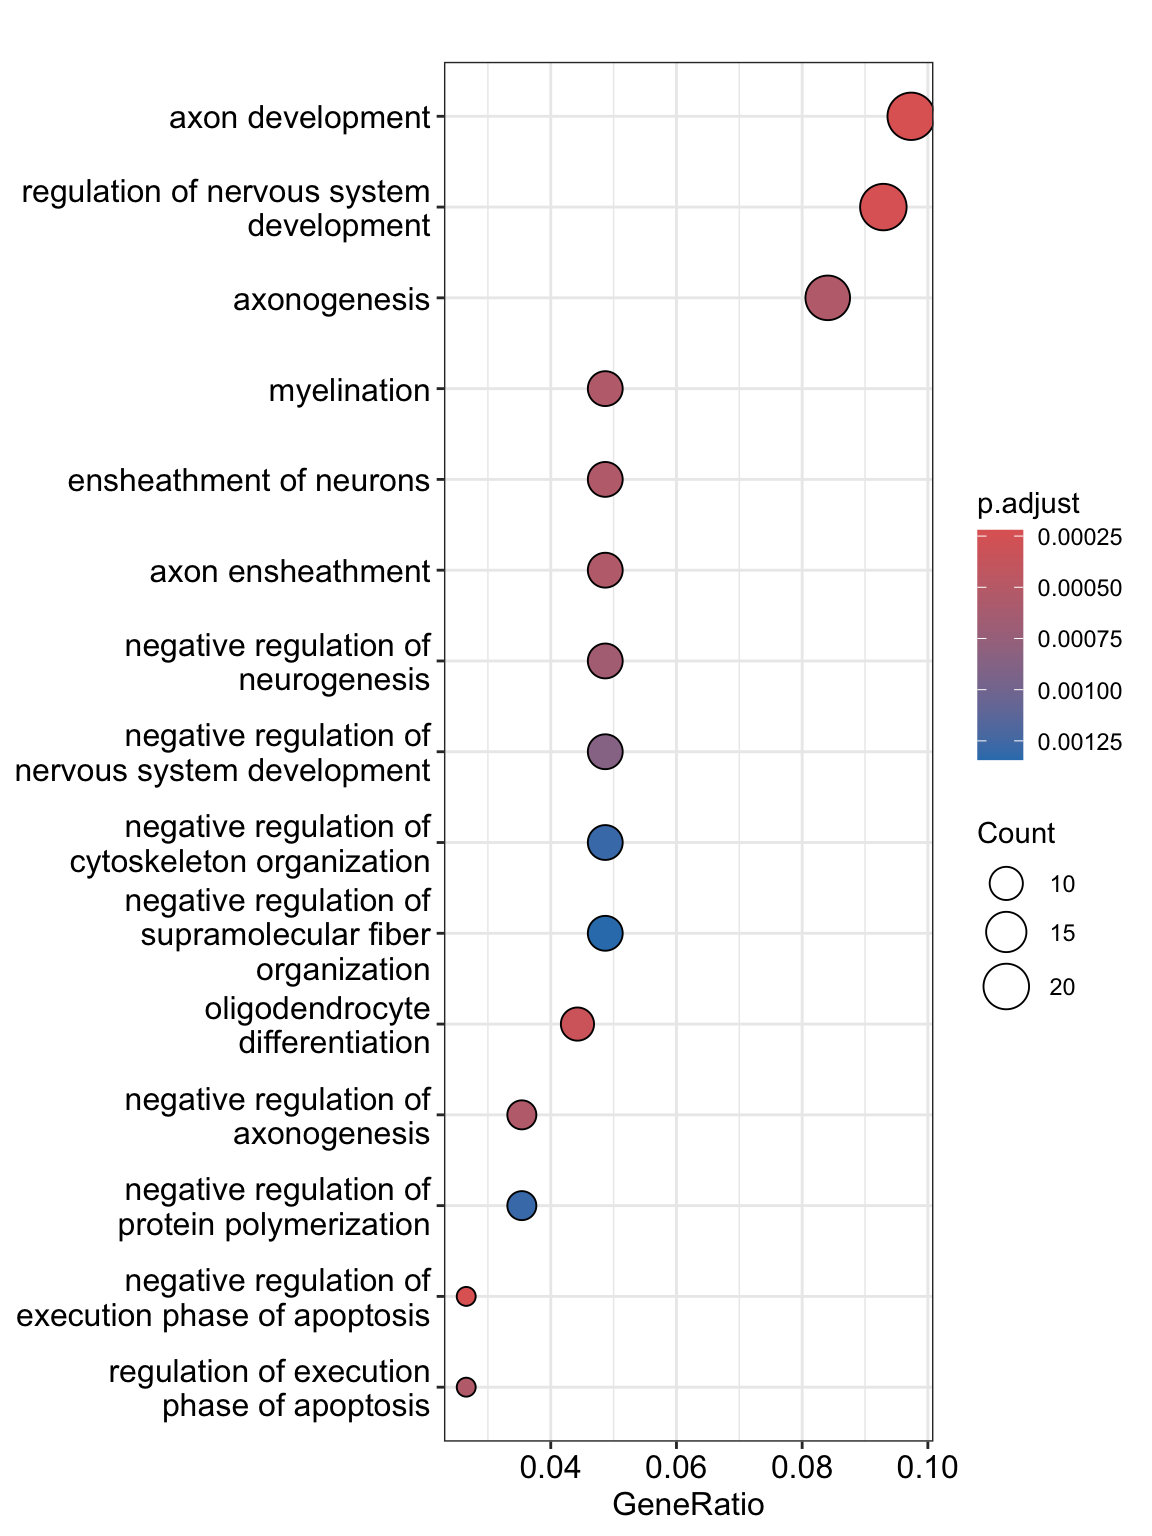 axon development
regulation of nervous system
development
axonogenesis
myelination
ensheathment of neurons
axon ensheathment
negative regulation of
neurogenesis
negative regulation of
nervous system development
negative regulation of
cytoskeleton organization
negative regulation of
supramolecular fiber
organization
oligodendrocyte
differentiation
negative regulation of
axonogenesis
negative regulation of
protein polymerization
negative regulation of
execution phase of apoptosis
regulation of execution
phase of apoptosis
0.04 0.06 0.08 0.10
GeneRatio
p.adjust
0.00025
0.00050
0.00075
0.00100
0.00125
Count
10
15
20